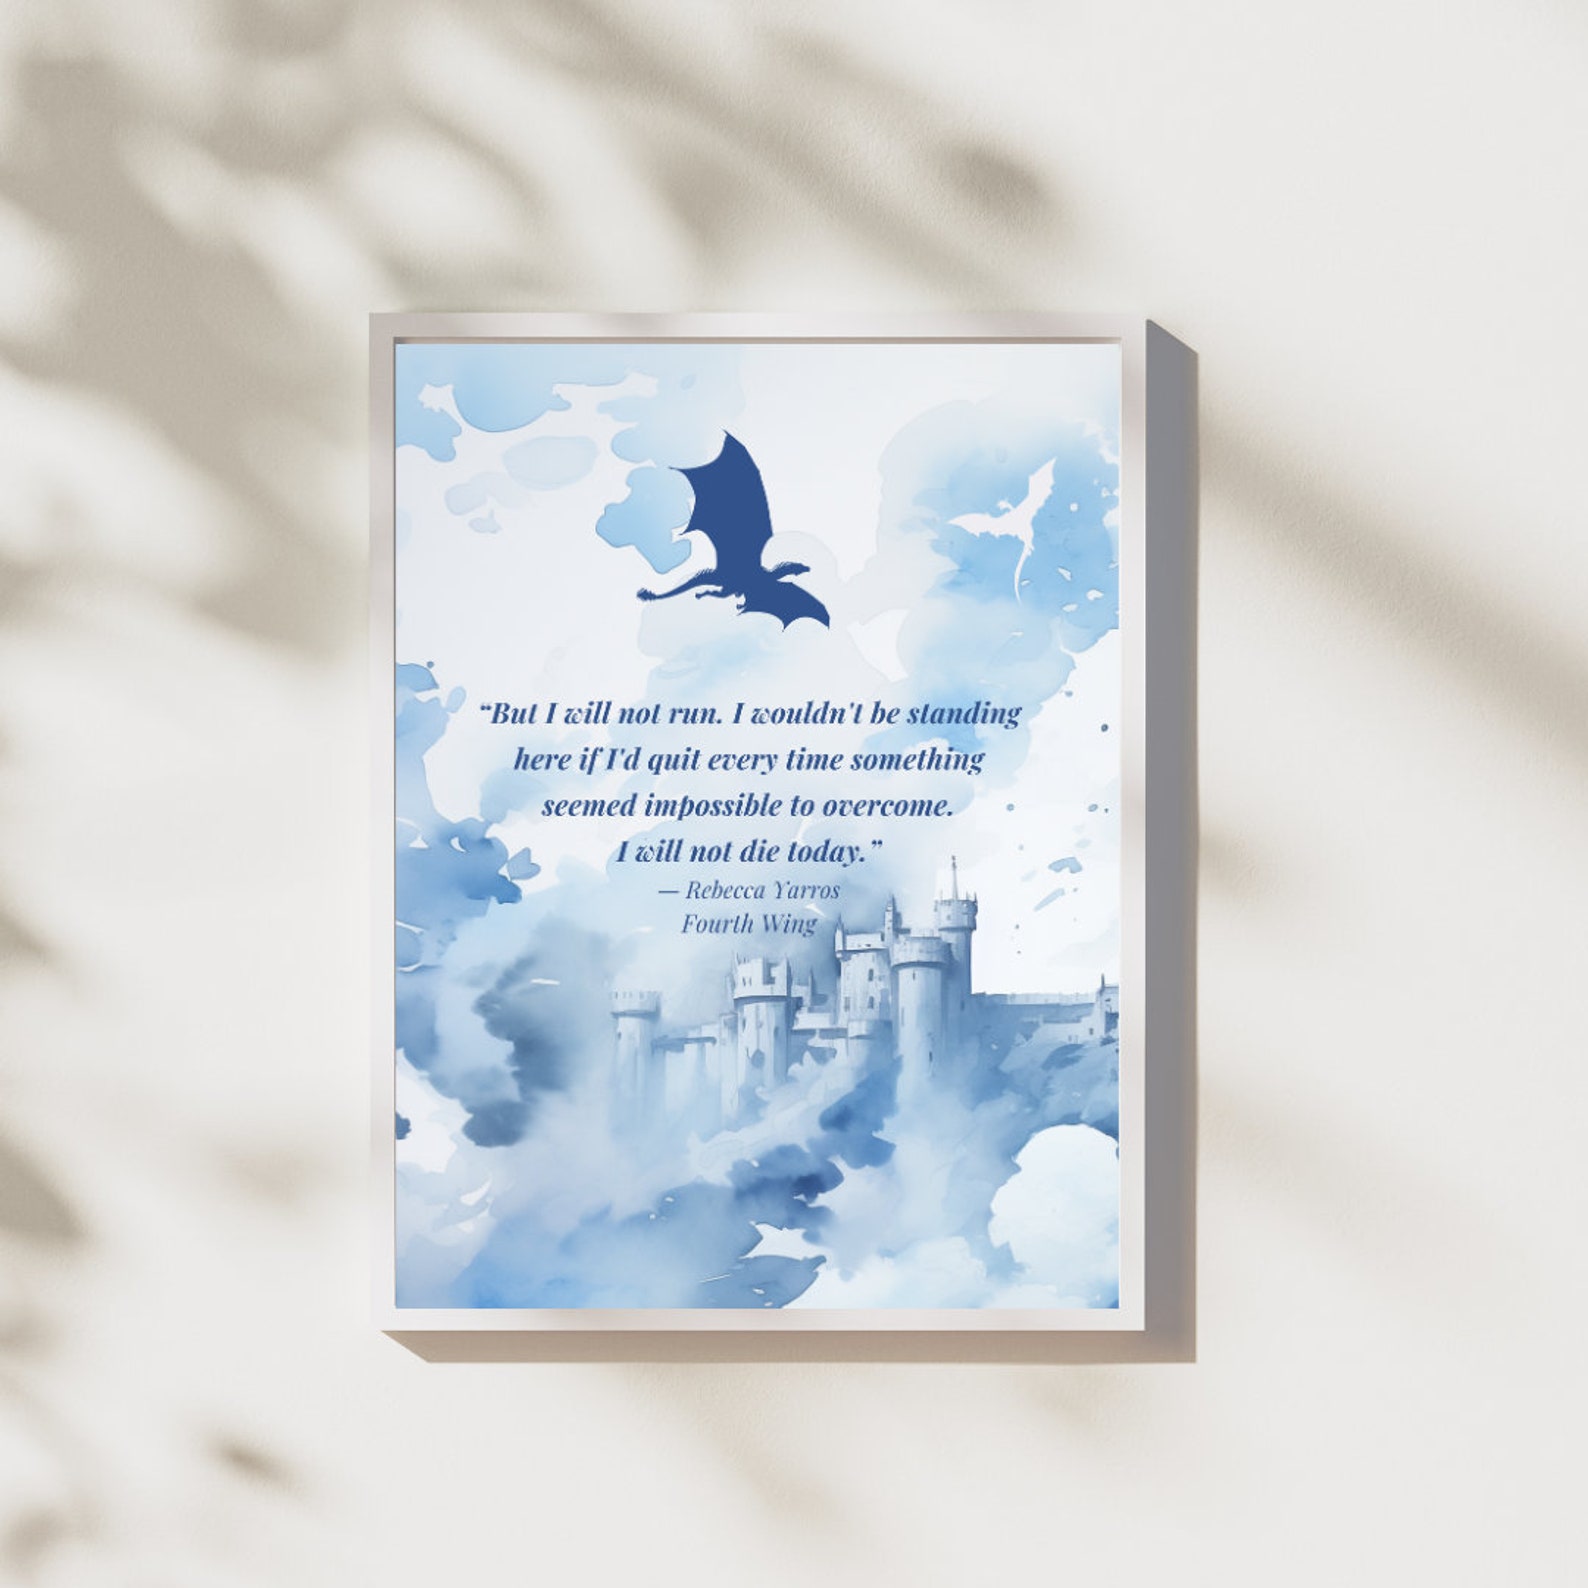 “But I will not run. I wouldn't be standing
here if I'd quit every time something
seemed impossible to overcome.
I will not die today.”
— Rebecca Yarros
Fourth Wing